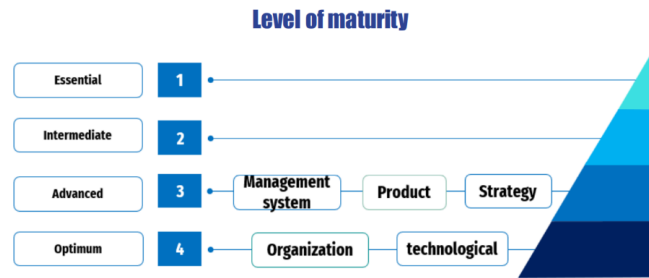 Level of maturity
Essential 1
Intermediate 2
Advanced 3 Management system Product Strategy
Optimum 4 Organization technological